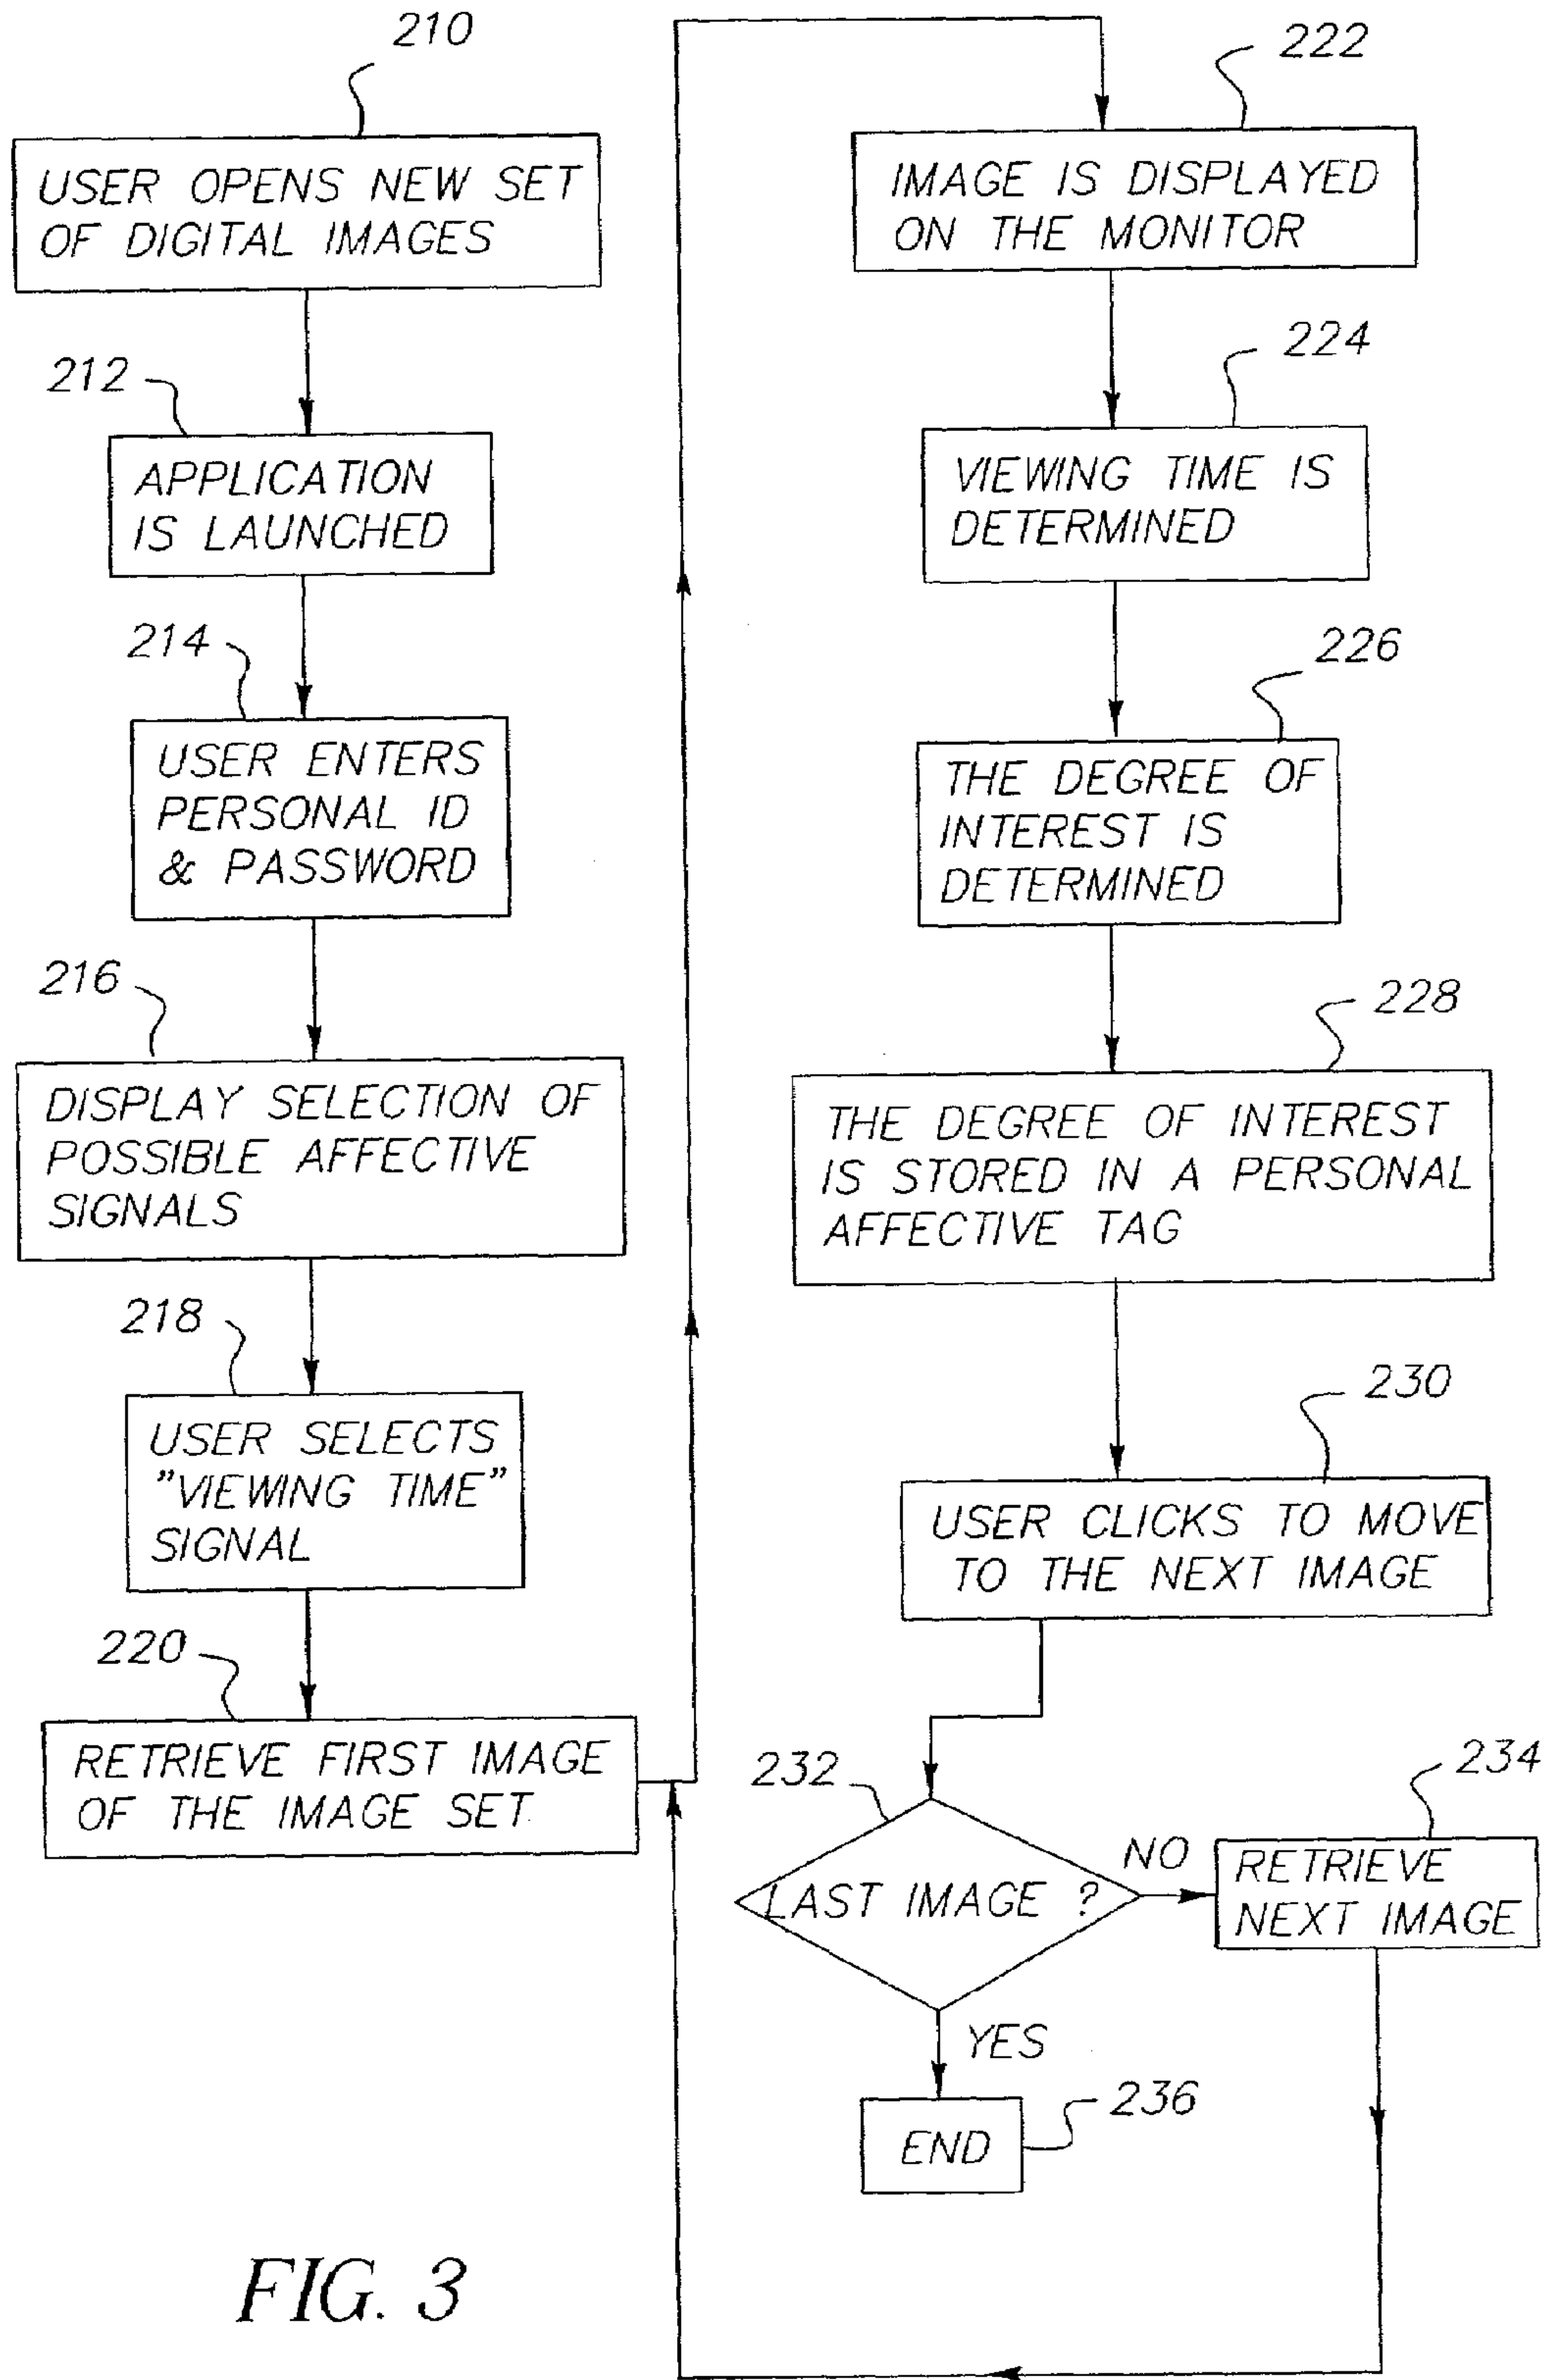 210
USER OPENS NEW SET
OF DIGITAL IMAGES
212
APPLICATION
IS LAUNCHED
214
USER ENTERS
PERSONAL ID
& PASSWORD
216
DISPLAY SELECTION OF
POSSIBLE AFFECTIVE
SIGNALS
218
USER SELECTS
"VIEWING TIME"
SIGNAL
220
RETRIEVE FIRST IMAGE
OF THE IMAGE SET
222
IMAGE IS DISPLAYED
ON THE MONITOR
224
VIEWING TIME IS
DETERMINED
226
THE DEGREE OF
INTEREST IS
DETERMINED
228
THE DEGREE OF INTEREST
IS STORED IN A PERSONAL
AFFECTIVE TAG
230
USER CLICKS TO MOVE
TO THE NEXT IMAGE
232
LAST IMAGE ?
NO
234
RETRIEVE
NEXT IMAGE
YES
236
END
FIG. 3